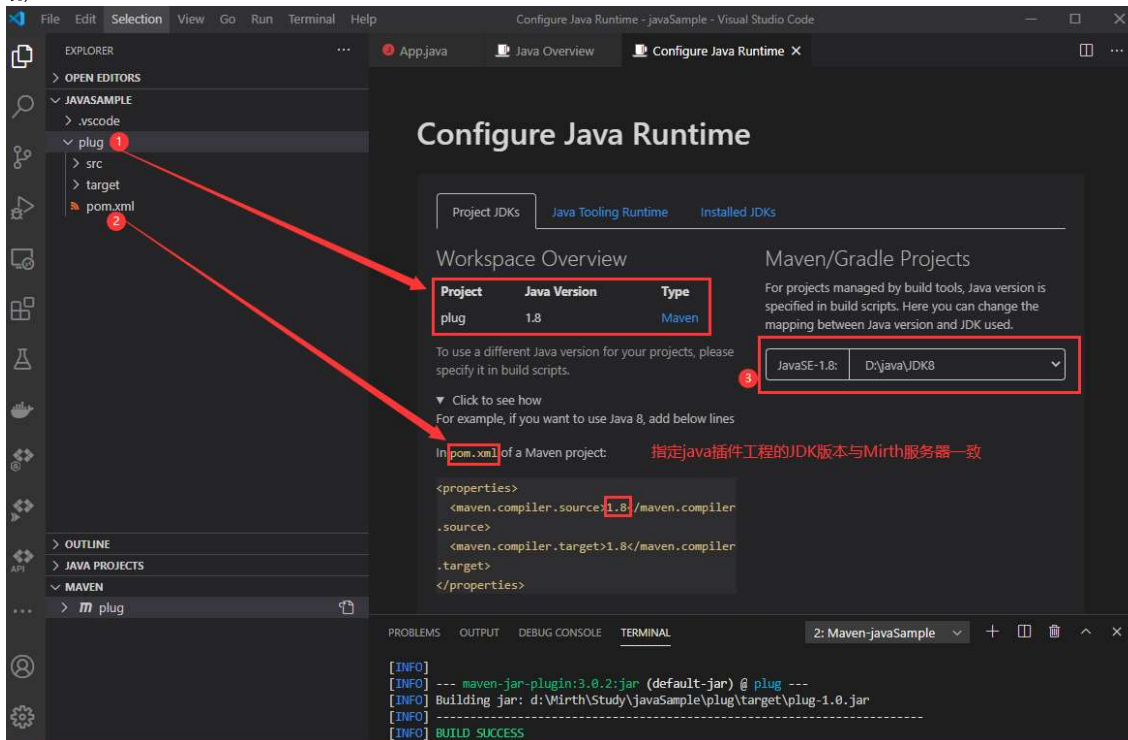 File Edit Selection View Go Run Terminal Help
Configure Java Runtime - javaSample - Visual Studio Code
EXPLORER
OPEN EDITORS
JAVASAMPLE
.vscode
plug 1
src
target
pom.xml
2
OUTLINE
JAVA PROJECTS
MAVEN
m plug
API
App.java Java Overview Configure Java Runtime
Configure Java Runtime
Project JDKs Java Tooling Runtime Installed JDKs
Workspace Overview
Project Java Version Type
plug 1.8 Maven
To use a different Java version for your projects, please
specify it in build scripts.
Click to see how
For example, if you want to use Java 8, add below lines
In pom.xml of a Maven project:
<properties>
<maven.compiler.source>1.8</maven.compiler
.source>
<maven.compiler.target>1.8</maven.compiler
.target>
</properties>
Maven/Gradle Projects
For projects managed by build tools, Java version is
specified in build scripts. Here you can change the
mapping between Java version and JDK used.
3
JavaSE-1.8: D:\java\JDK8
指定java插件工程的JDK版本与Mirth服务器一致
PROBLEMS OUTPUT DEBUG CONSOLE TERMINAL 2: Maven-javaSample
[INFO]
[INFO] --- maven-jar-plugin:3.0.2:jar (default-jar) @ plug ---
[INFO] Building jar: d:\Mirth\Study\javaSample\plug\target\plug-1.0.jar
[INFO] ------------------------------------------------------------------------
[INFO] BUILD SUCCESS